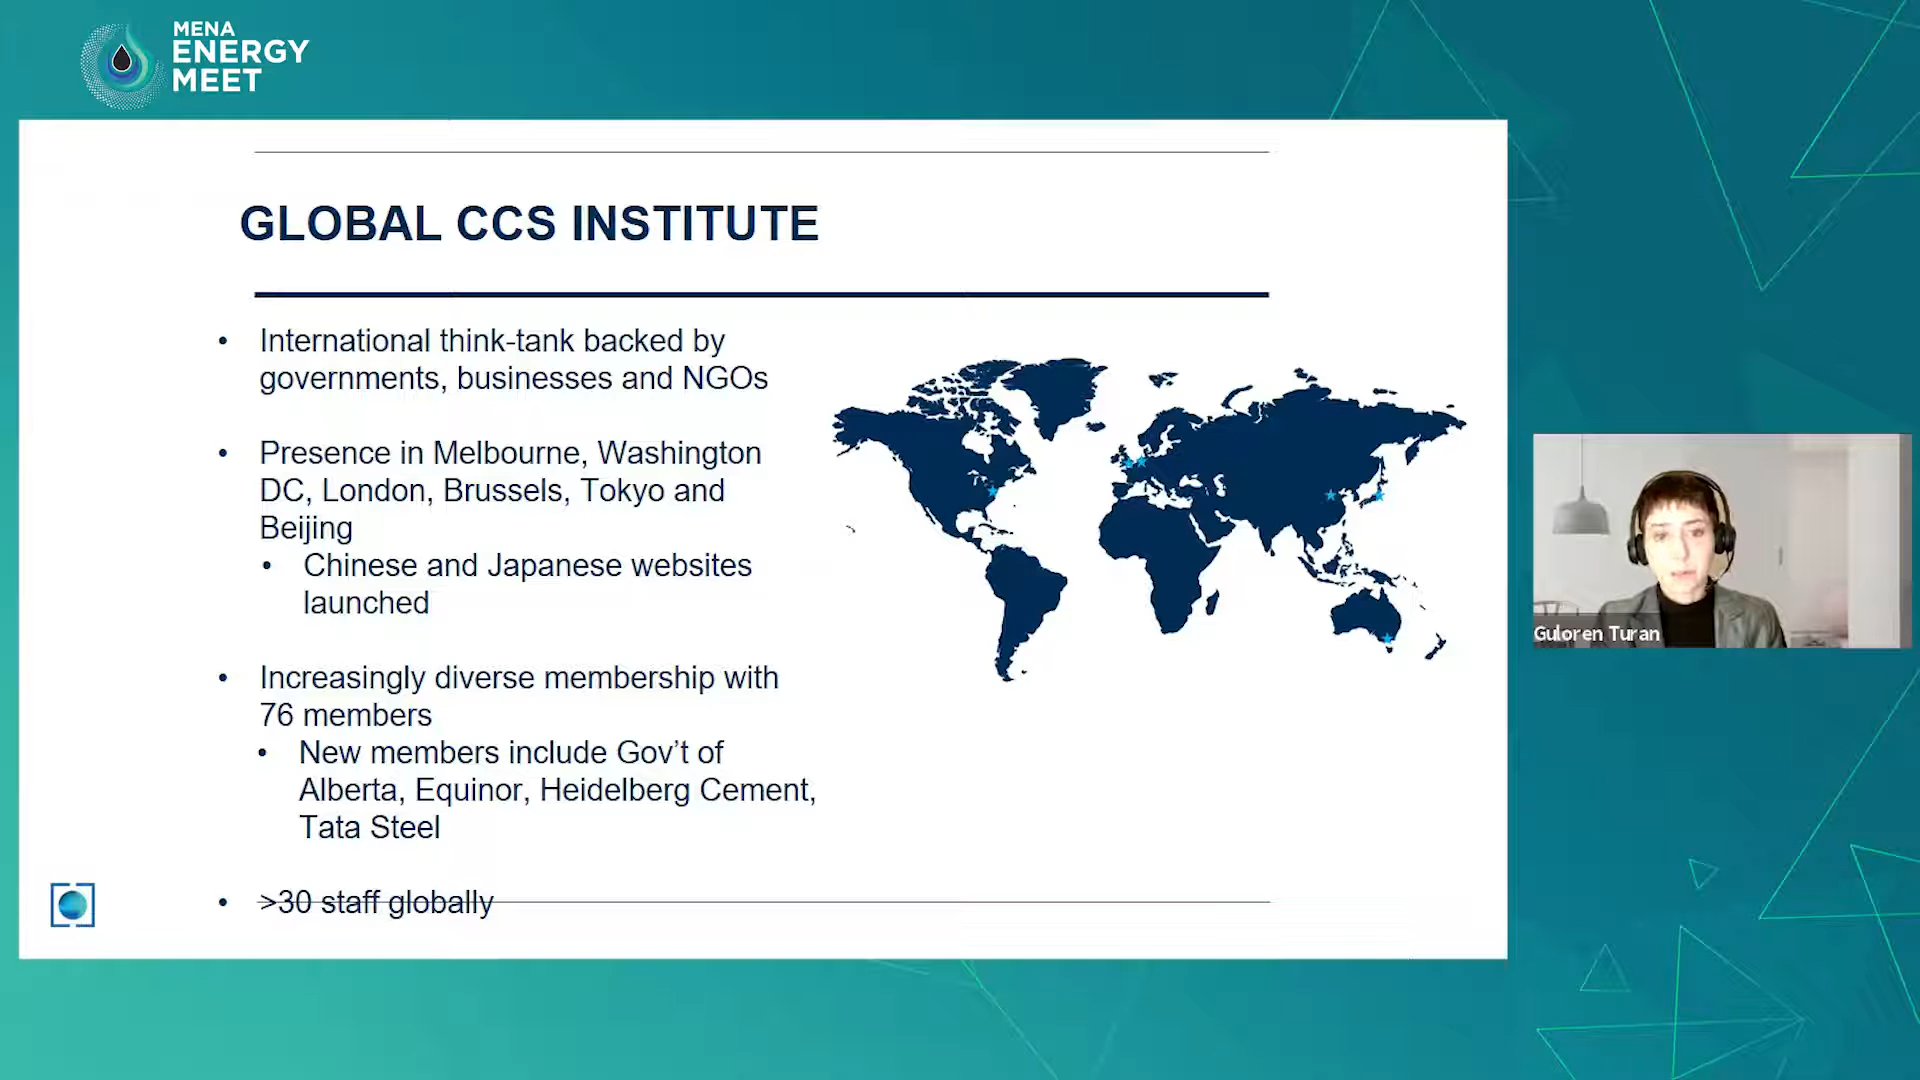 MENA
ENERGY
MEET
GLOBAL CCS INSTITUTE
• International think-tank backed by
governments, businesses and NGOs
• Presence in Melbourne, Washington
DC, London, Brussels, Tokyo and
Beijing
• Chinese and Japanese websites
launched
• Increasingly diverse membership with
76 members
• New members include Gov’t of
Alberta, Equinor, Heidelberg Cement,
Tata Steel
• >30 staff globally
Guloren Turan